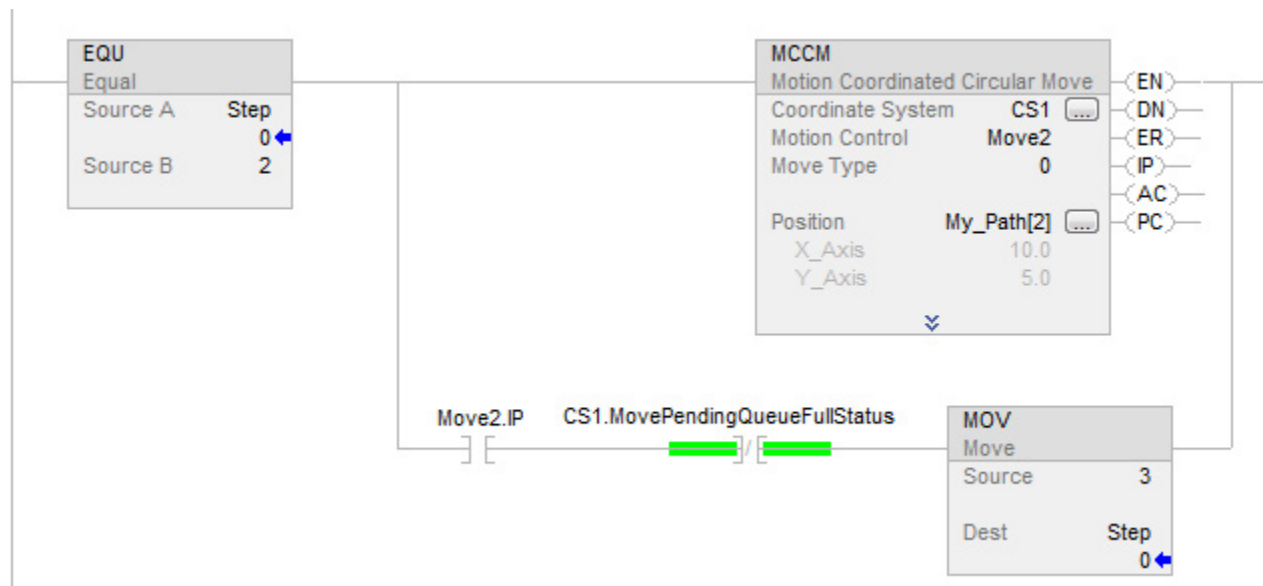 EQU
Equal
Source A Step
0
Source B 2
MCCM
Motion Coordinated Circular Move
Coordinate System CS1 ...
Motion Control Move2
Move Type 0
Position My_Path[2] ...
X_Axis 10.0
Y_Axis 5.0
EN
DN
ER
IP
AC
PC
Move2.IP
CS1.MovePendingQueueFullStatus
MOV
Move
Source 3
Dest Step
0